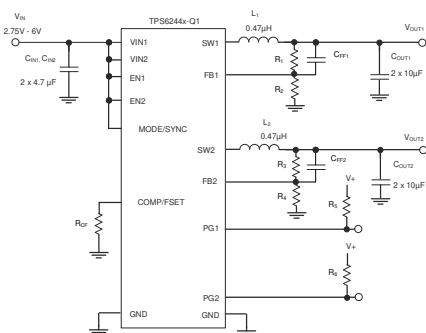 TPS6244x-Q1
L1
VIN
2.75V - 6V
VIN1
SW1
0.47µH
VOUT1
CIN1, CIN2
VIN2
R1
CFF1
COUT1
2 x 4.7 µF
EN1
FB1
R2
2 x 10µF
EN2
L2
MODE/SYNC
0.47µH
SW2
VOUT2
R3
CFF2
COUT2
FB2
V+
R4
2 x 10µF
COMP/FSET
R5
RCF
PG1
V+
R6
PG2
GND
GND